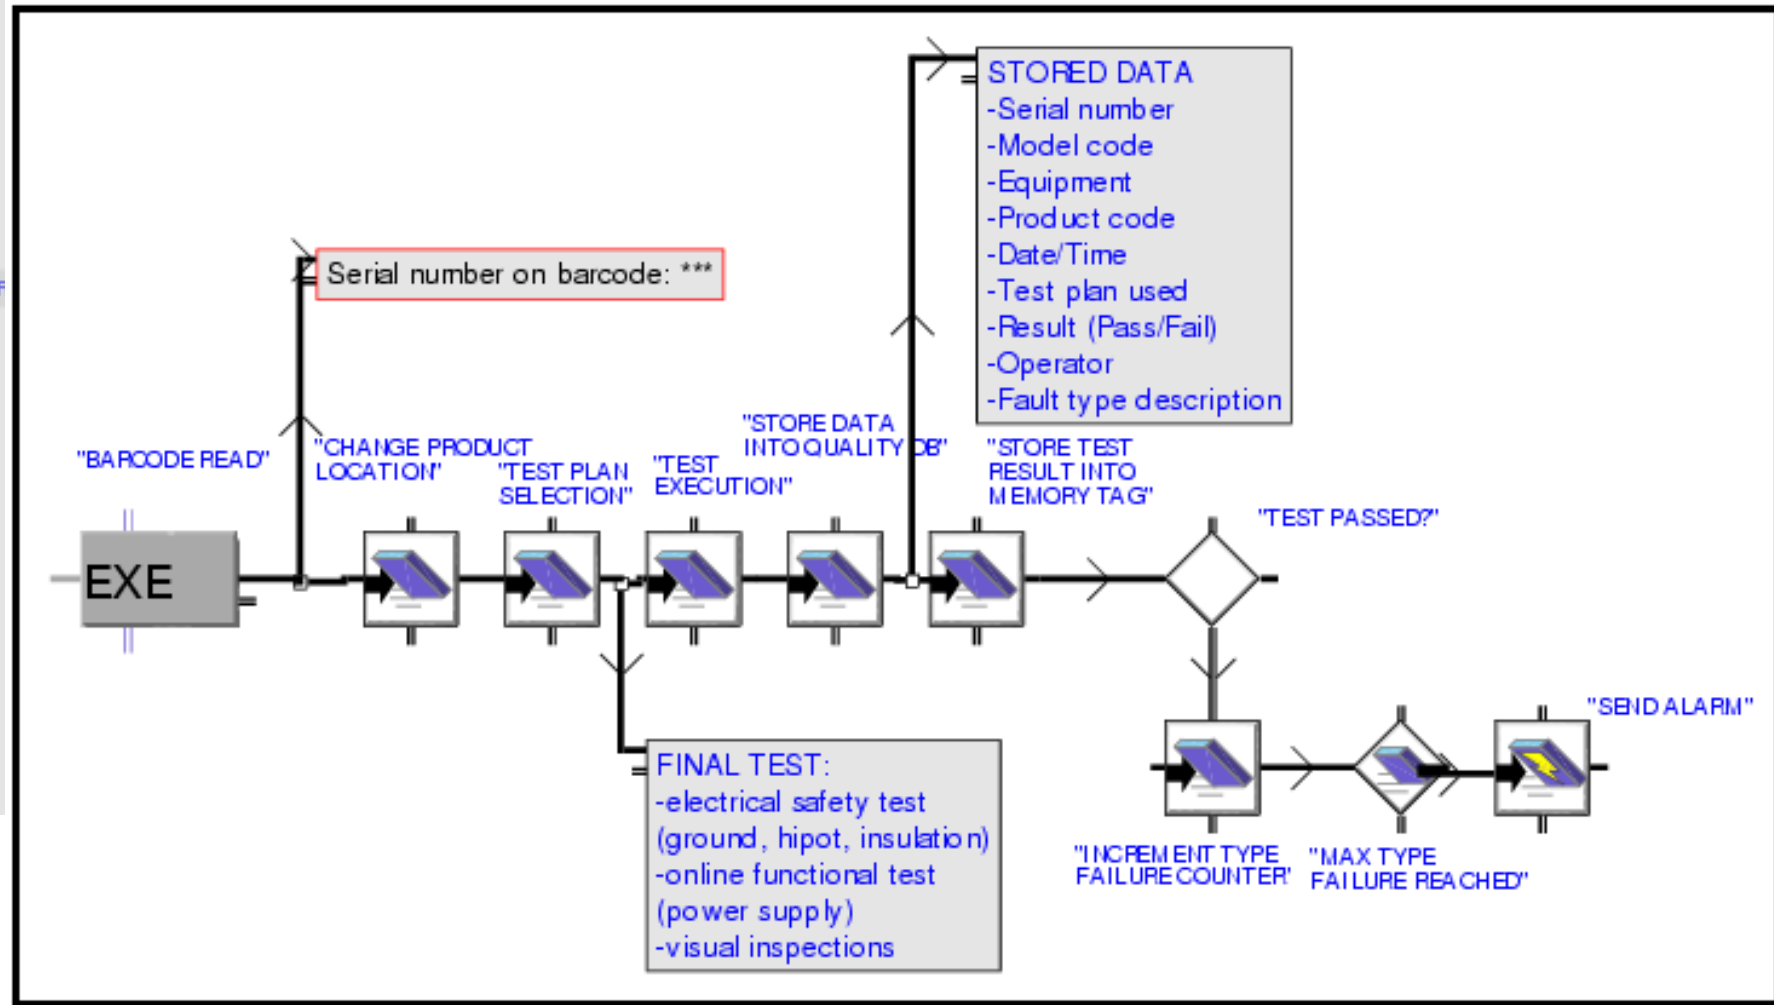 STORED DATA
-Serial number
-Model code
-Equipment
-Product code
-Date/Time
-Test plan used
-Result (Pass/Fail)
-Operator
-Fault type description
Serial number on barcode: ***
"BARCODE READ"
"CHANGE PRODUCT
LOCATION"
"TEST PLAN
SELECTION"
"TEST
EXECUTION"
"STORE DATA
INTO QUALITY DB"
"STORE TEST
RESULT INTO
MEMORY TAG"
"TEST PASSED?"
EXE
"SEND ALARM"
FINAL TEST:
-electrical safety test
(ground, hipot, insulation)
-online functional test
(power supply)
-visual inspections
"INCREMENT TYPE
FAILURE COUNTER"
"MAX TYPE
FAILURE REACHED"